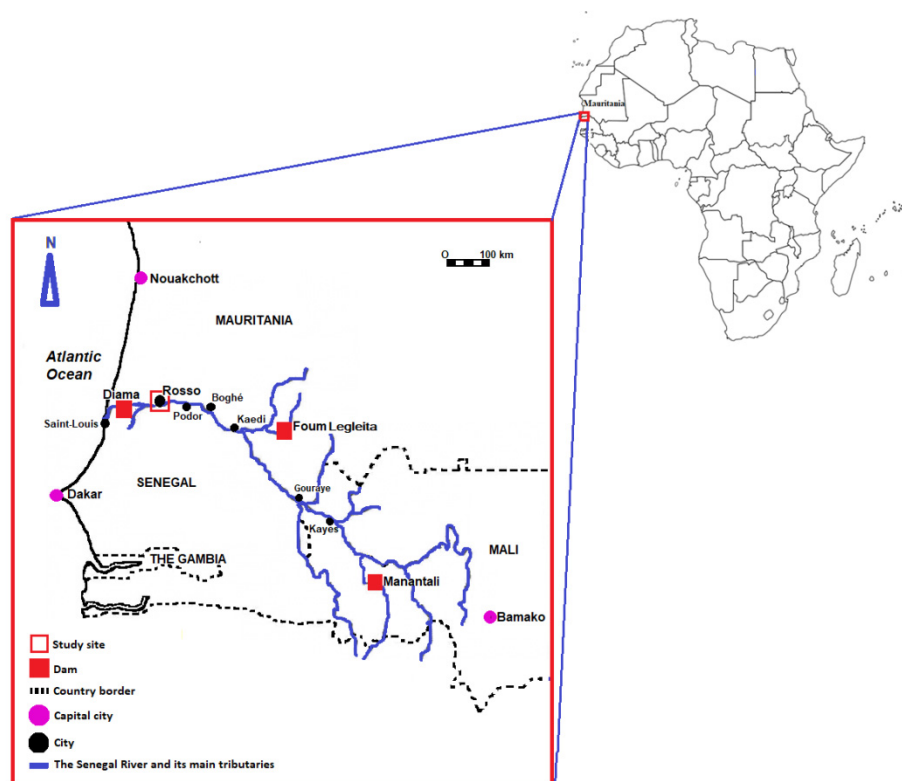 Mauritania
N
O 100 km
Nouakchott
MAURITANIA
Atlantic
Ocean
Diama
Rosso
Boghé
Podor
Saint-Louis
Kaedi
Foum Legleita
SENEGAL
Dakar
Gouraye
Kayes
THE GAMBIA
MALI
Manantali
Bamako
Study site
Dam
Country border
Capital city
City
The Senegal River and its main tributaries